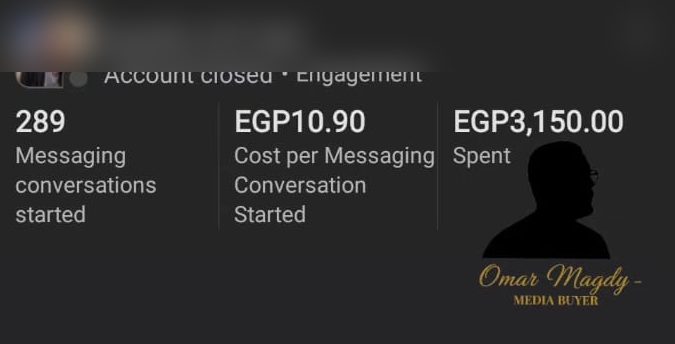 Account closed • Engagement
289
Messaging
conversations
started
EGP10.90
Cost per Messaging
Conversation
Started
EGP3,150.00
Spent
Omar Magdy -
MEDIA BUYER